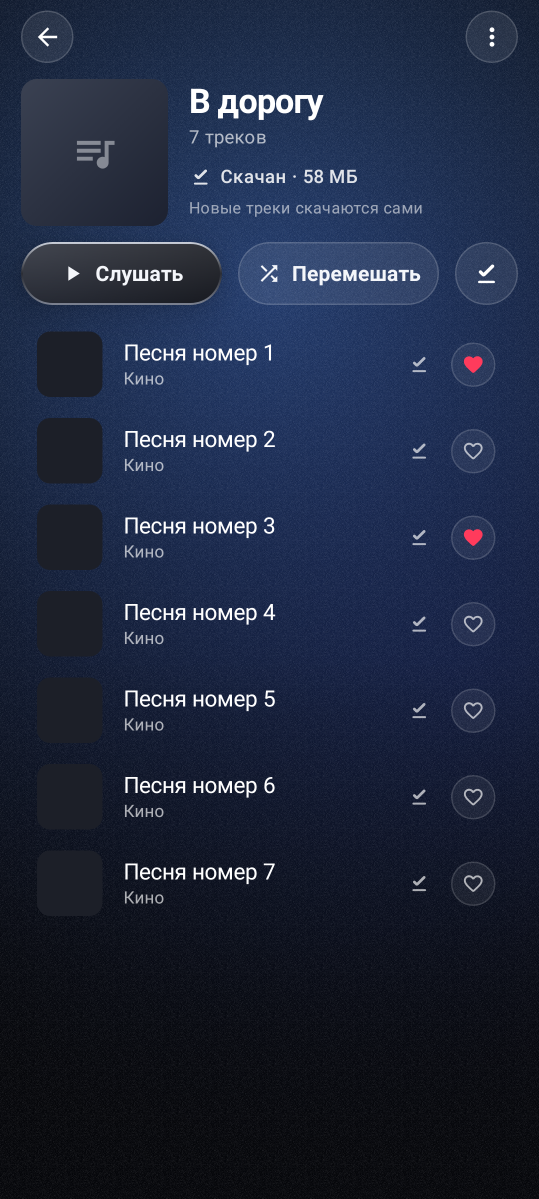 В дорогу
7 треков
Скачан · 58 МБ
Новые треки скачаются сами
Слушать
Перемешать
Песня номер 1
Кино
Песня номер 2
Кино
Песня номер 3
Кино
Песня номер 4
Кино
Песня номер 5
Кино
Песня номер 6
Кино
Песня номер 7
Кино